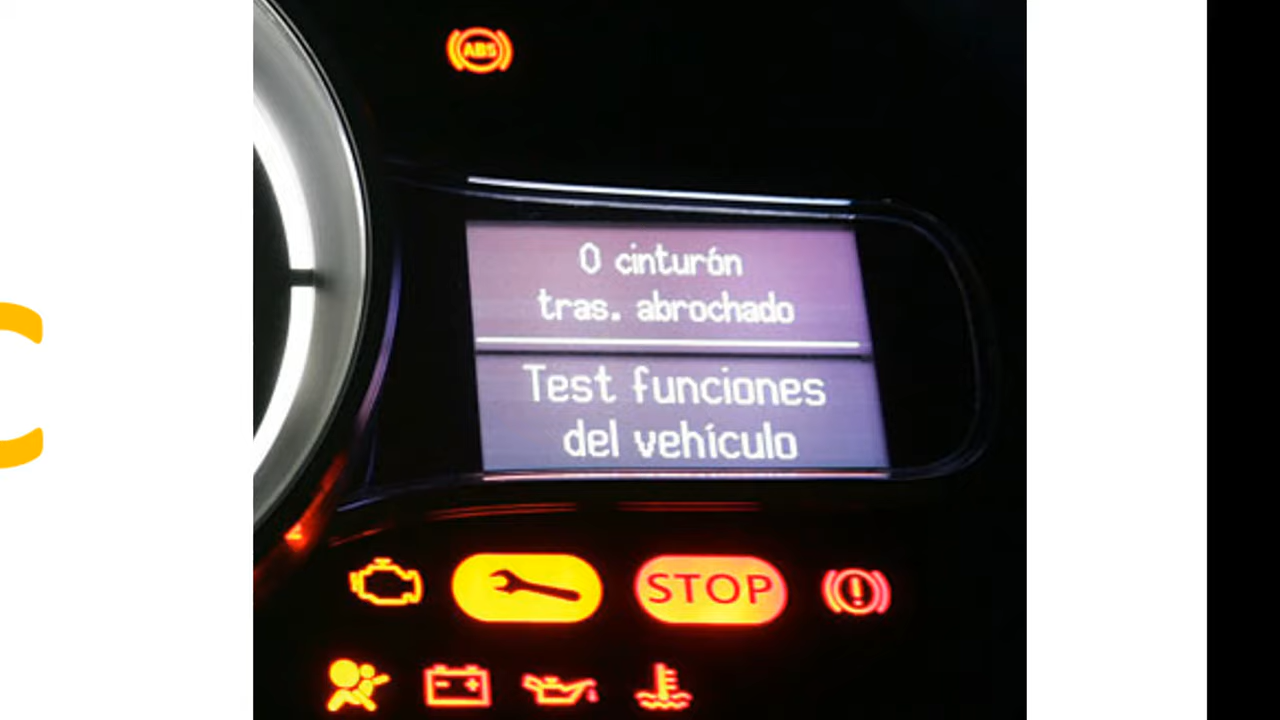 ABS
0 cinturón
tras. abrochado
Test funciones
del vehículo
STOP